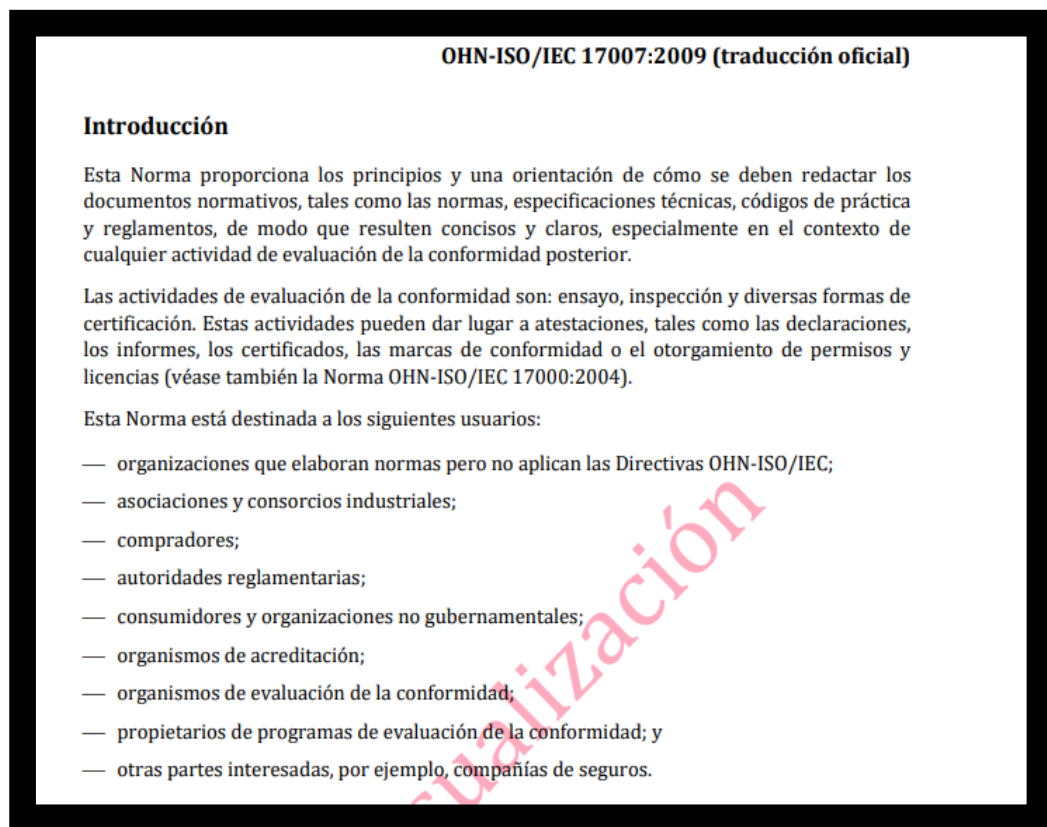 OHN-ISO/IEC 17007:2009 (traducción oficial)
Introducción
Esta Norma proporciona los principios y una orientación de cómo se deben redactar los
documentos normativos, tales como las normas, especificaciones técnicas, códigos de práctica
y reglamentos, de modo que resulten concisos y claros, especialmente en el contexto de
cualquier actividad de evaluación de la conformidad posterior.
Las actividades de evaluación de la conformidad son: ensayo, inspección y diversas formas de
certificación. Estas actividades pueden dar lugar a atestaciones, tales como las declaraciones,
los informes, los certificados, las marcas de conformidad o el otorgamiento de permisos y
licencias (véase también la Norma OHN-ISO/IEC 17000:2004).
Esta Norma está destinada a los siguientes usuarios:
— organizaciones que elaboran normas pero no aplican las Directivas OHN-ISO/IEC;
— asociaciones y consorcios industriales;
— compradores;
— autoridades reglamentarias;
— consumidores y organizaciones no gubernamentales;
— organismos de acreditación;
— organismos de evaluación de la conformidad;
— propietarios de programas de evaluación de la conformidad; y
— otras partes interesadas, por ejemplo, compañías de seguros.
sualización